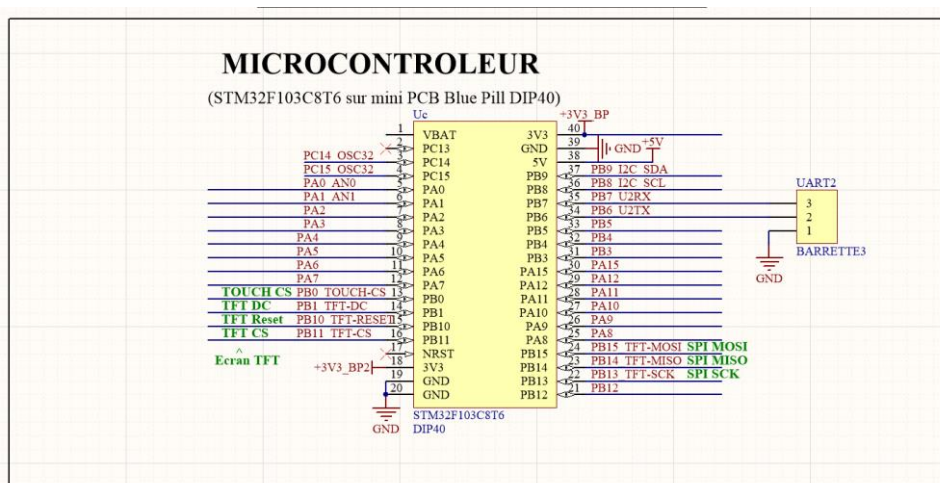 MICROCONTROLEUR
(STM32F103C8T6 sur mini PCB Blue Pill DIP40)
Uc
+3V3_BP
1 VBAT 3V3 40
2 PC13 GND 39 GND +5V
PC14_OSC32 3 PC14 5V 38
PC15_OSC32 4 PC15 PB9 37 PB9_I2C_SDA
PA0_AN0 5 PA0 PB8 36 PB8_I2C_SCL
PA1_AN1 6 PA1 PB7 35 PB7_U2RX
PA2 7 PA2 PB6 34 PB6_U2TX
PA3 8 PA3 PB5 33 PB5
PA4 9 PA4 PB4 32 PB4
PA5 10 PA5 PB3 31 PB3
PA6 11 PA6 PA15 30 PA15
PA7 12 PA7 PA12 29 PA12
TOUCH CS PB0_TOUCH-CS 13 PB0 PA11 28 PA11
TFT DC PB1_TFT-DC 14 PB1 PA10 27 PA10
TFT Reset PB10_TFT-RESET 15 PB10 PA9 26 PA9
TFT CS PB11_TFT-CS 16 PB11 PA8 25 PA8
^
Ecran TFT
17 NRST PB15 24 PB15_TFT-MOSI SPI MOSI
+3V3_BP2 18 3V3 PB14 23 PB14_TFT-MISO SPI MISO
19 GND PB13 22 PB13_TFT-SCK SPI SCK
20 GND PB12 21 PB12
GND
STM32F103C8T6
DIP40
UART2
3
2
1
BARRETTE3
GND